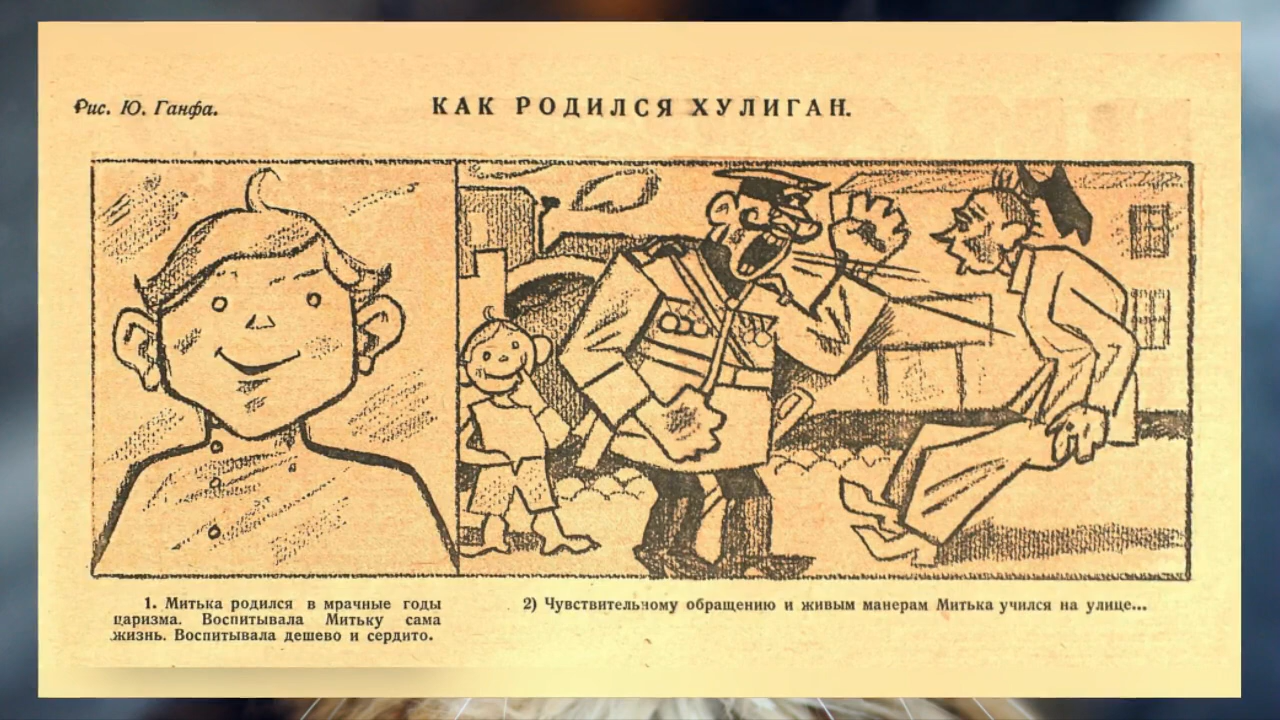 Рис. Ю. Ганфа.
КАК РОДИЛСЯ ХУЛИГАН.
1. Митька родился в мрачные годы
царизма. Воспитывала Митьку сама
жизнь. Воспитывала дешево и сердито.
2) Чувствительному обращению и живым манерам Митька учился на улице...